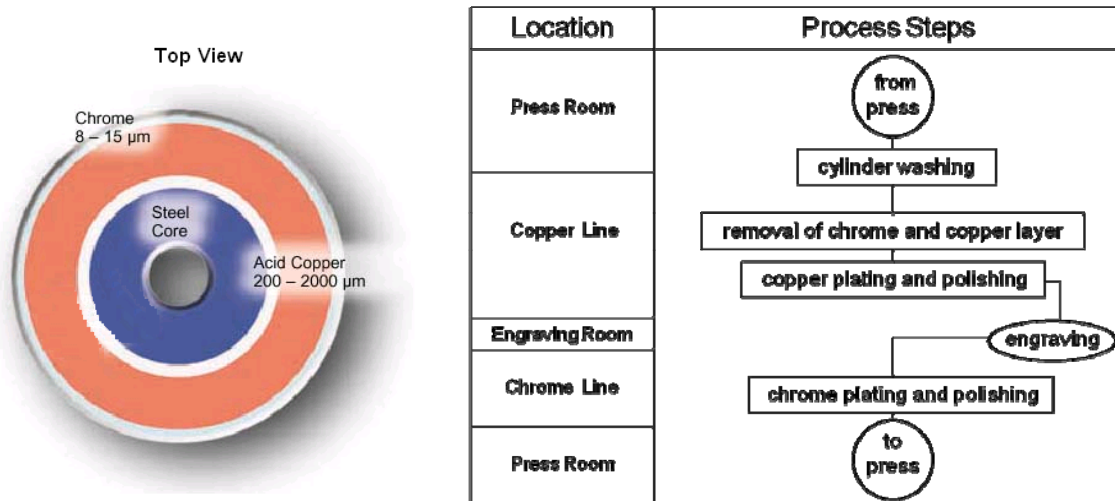 Top View
Chrome
8 – 15 µm
Steel
Core
Acid Copper
200 – 2000 µm
Location
Process Steps
Press Room
from
press
cylinder washing
Copper Line
removal of chrome and copper layer
copper plating and polishing
Engraving Room
engraving
Chrome Line
chrome plating and polishing
Press Room
to
press